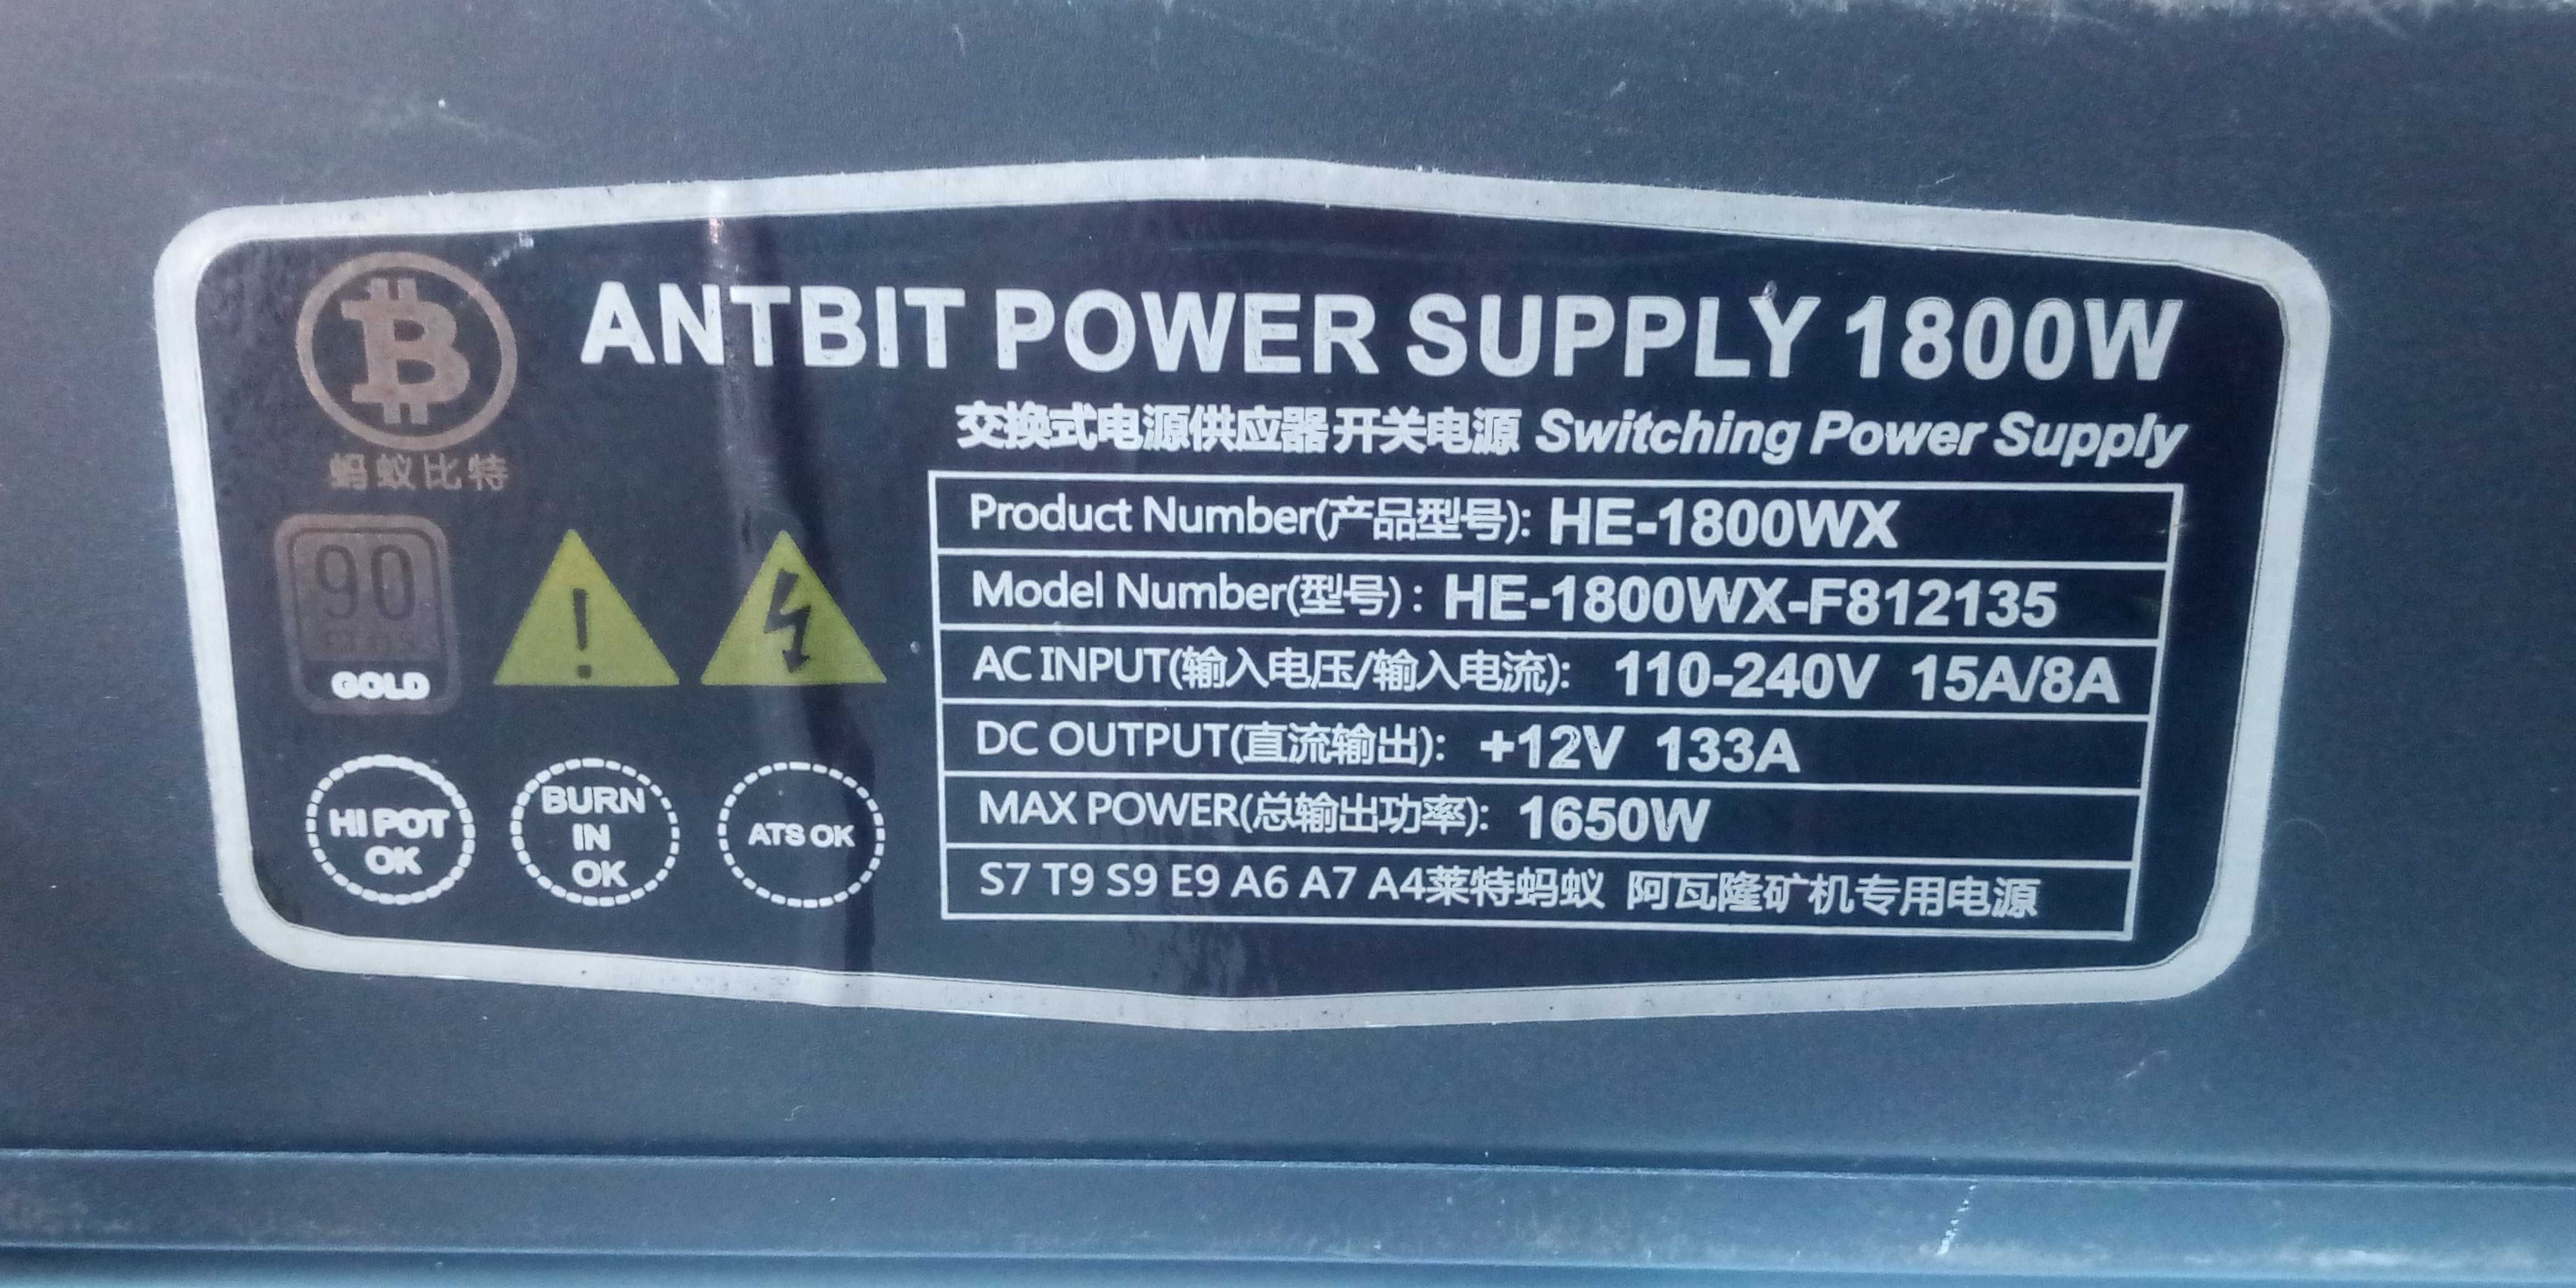 ANTBIT POWER SUPPLY 1800W
蚂蚁比特
交换式电源供应器 开关电源 Switching Power Supply
Product Number(产品型号): HE-1800WX
Model Number(型号) : HE-1800WX-F812135
AC INPUT(输入电压/输入电流): 110-240V 15A/8A
DC OUTPUT(直流输出): +12V 133A
MAX POWER(总输出功率): 1650W
S7 T9 S9 E9 A6 A7 A4莱特蚂蚁 阿瓦隆矿机专用电源
90
PLUS
GOLD
HI POT
OK
BURN
IN
OK
ATS OK